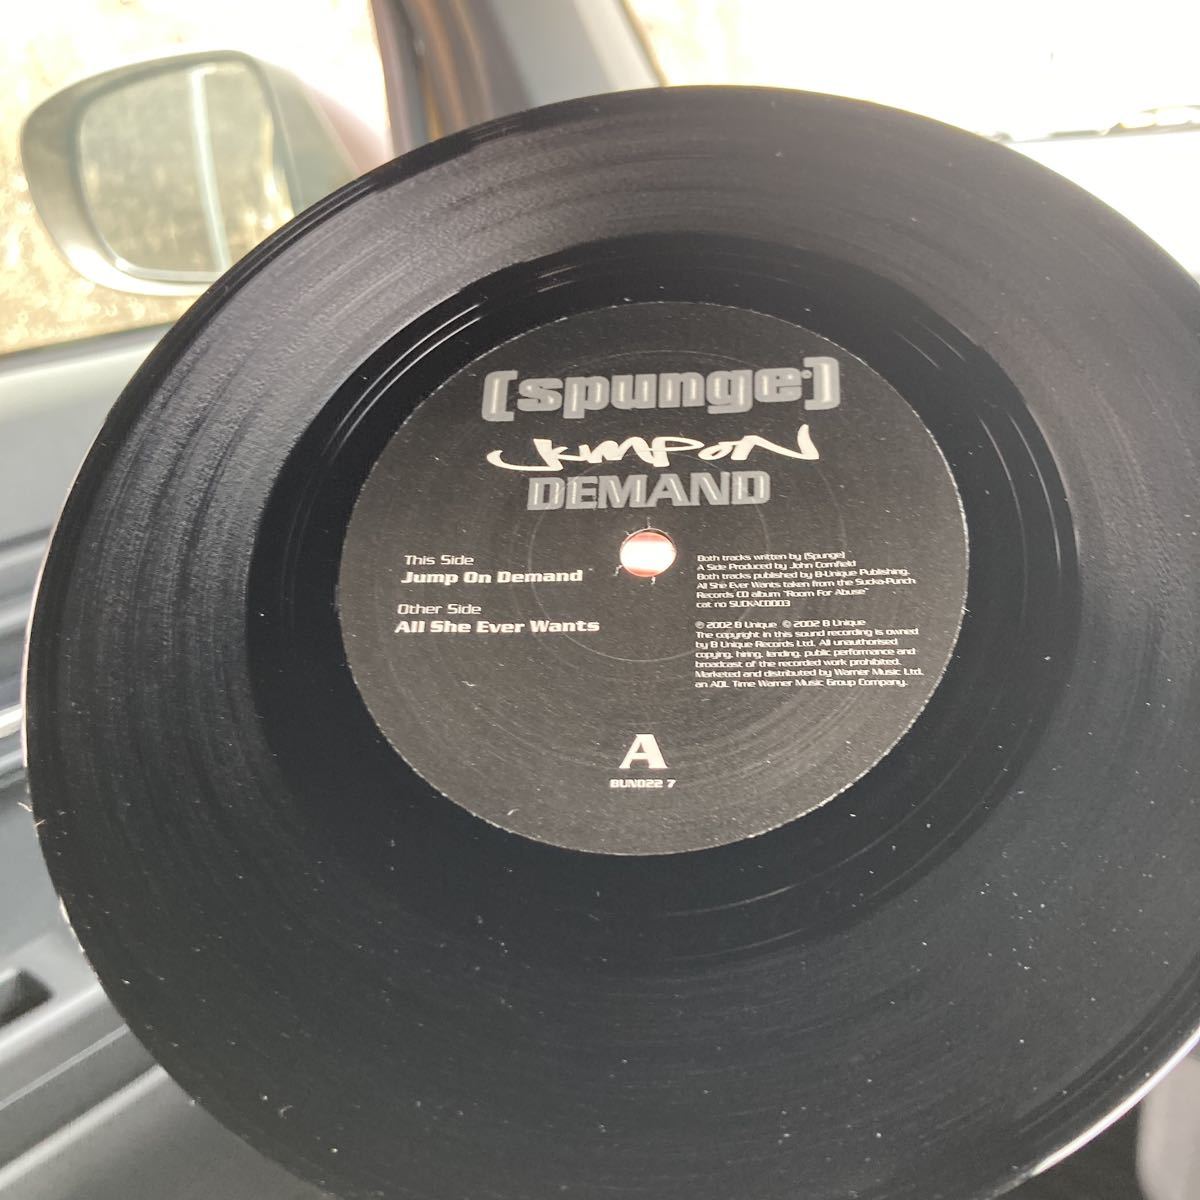 [spunge]
JUMP ON
DEMAND
This Side
Jump On Demand
Other Side
All She Ever Wants
Both tracks written by [Spunge]
A Side Produced by John Cornfield
Both tracks published by B-Unique Publishing.
All She Ever Wants taken from the Sucka-Punch
Records CD album "Room For Abuse"
cat no SUCKACD003
℗ 2002 B Unique © 2002 B Unique
The copyright in this sound recording is owned
by B Unique Records Ltd. All unauthorised
copying, hiring, lending, public performance and
broadcast of the recorded work prohibited.
Marketed and distributed by Warner Music Ltd,
an AOL Time Warner Music Group Company.
A
BUN022 7